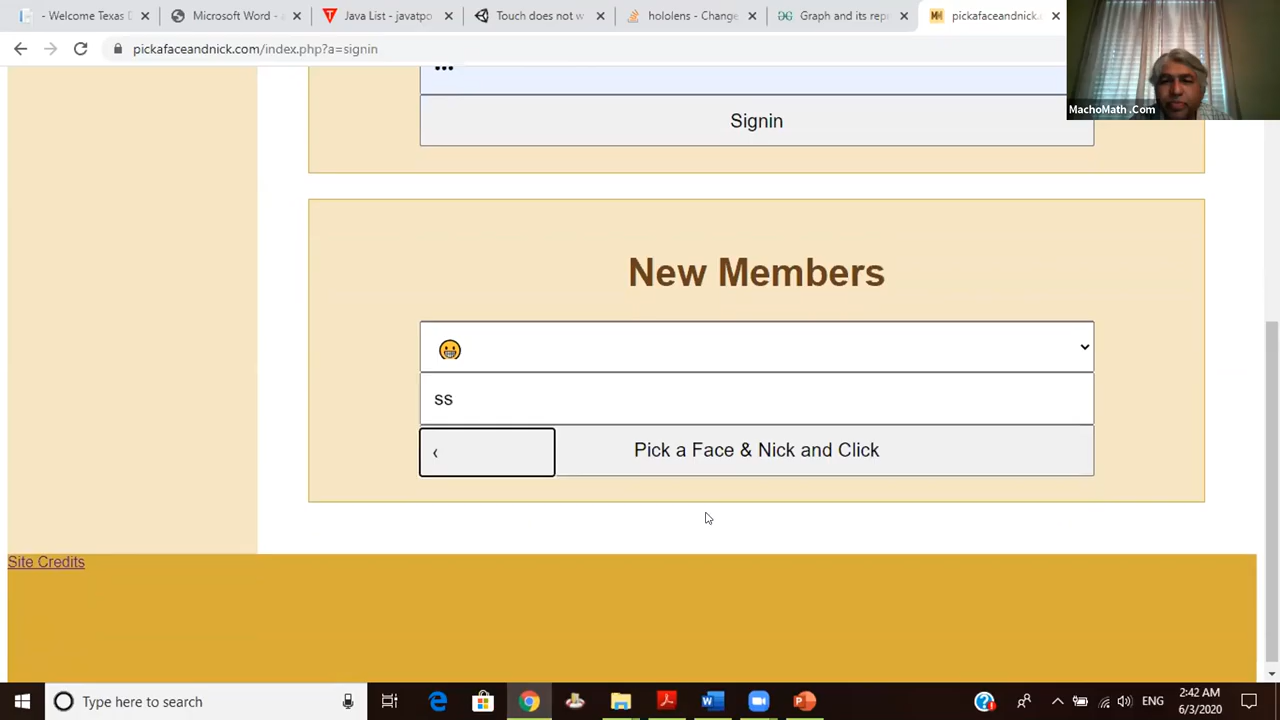 - Welcome Texas D
Microsoft Word - a
Java List - javatpo
Touch does not w
hololens - Change
Graph and its repr
pickafaceandnick.
pickafaceandnick.com/index.php?a=signin
MachoMath .Com
Signin
New Members
ss
‹
Pick a Face & Nick and Click
Site Credits
Type here to search
ENG
2:42 AM
6/3/2020